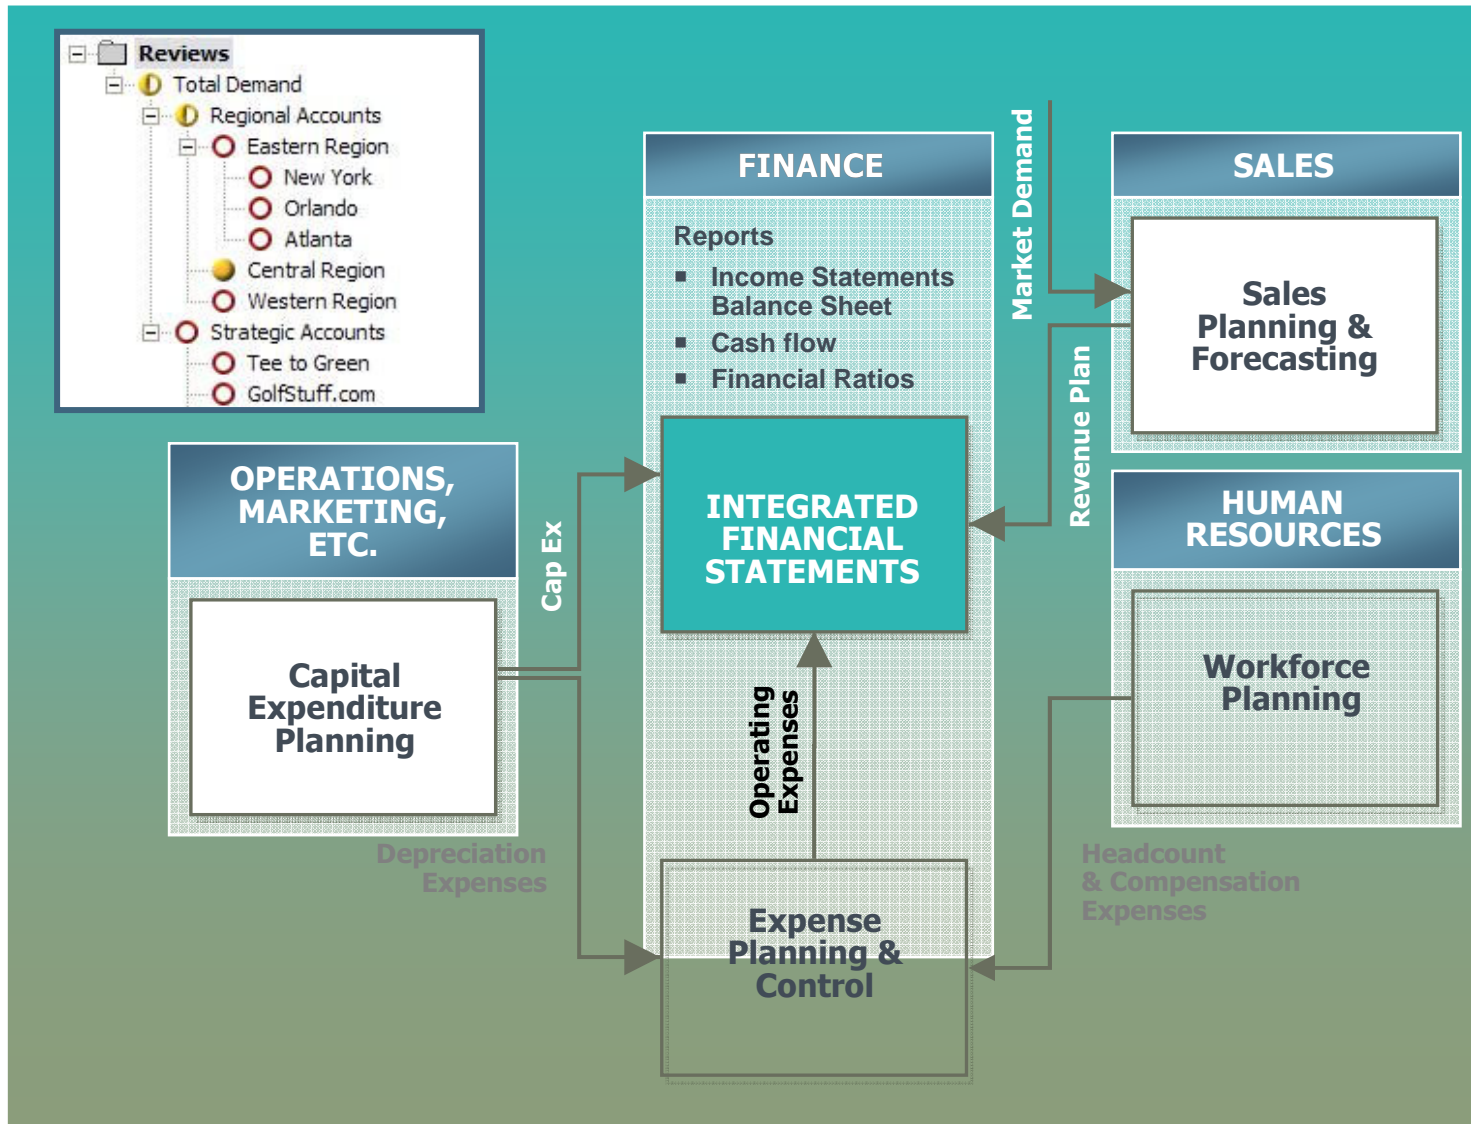 Reviews
Total Demand
Regional Accounts
Eastern Region
New York
Orlando
Atlanta
Central Region
Western Region
Strategic Accounts
Tee to Green
GolfStuff.com
FINANCE
Reports
Income Statements
Balance Sheet
Cash flow
Financial Ratios
INTEGRATED
FINANCIAL
STATEMENTS
Market Demand
Revenue Plan
SALES
Sales
Planning &
Forecasting
OPERATIONS,
MARKETING,
ETC.
Capital
Expenditure
Planning
Cap Ex
HUMAN
RESOURCES
Workforce
Planning
Operating
Expenses
Depreciation
Expenses
Expense
Planning &
Control
Headcount
& Compensation
Expenses